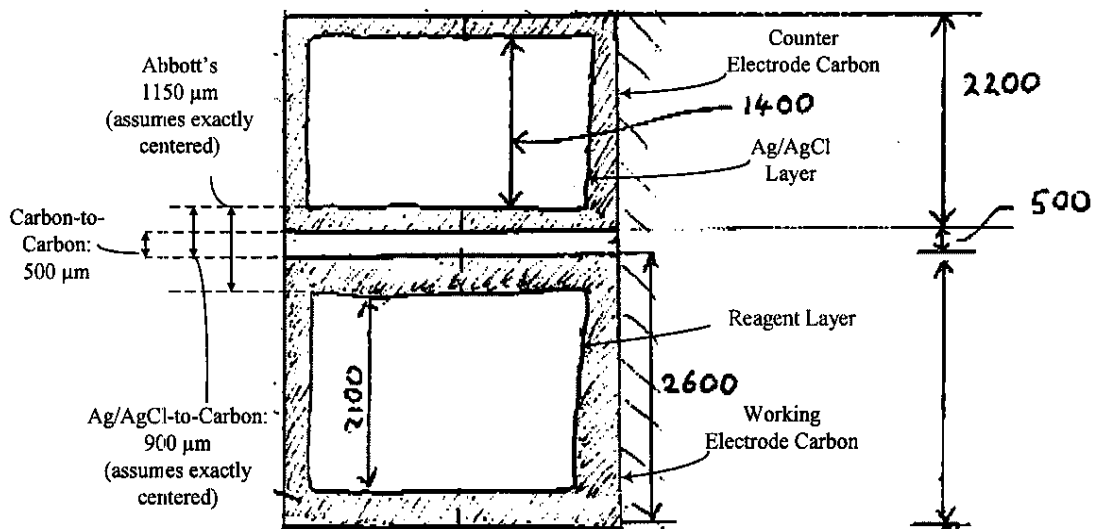 Counter
Electrode Carbon
2200
Abbott's
1150 µm
(assumes exactly
centered)
1400
Ag/AgCl
Layer
Carbon-to-
Carbon:
500 µm
500
Reagent Layer
2100
2600
Ag/AgCl-to-Carbon:
900 µm
(assumes exactly
centered)
Working
Electrode Carbon